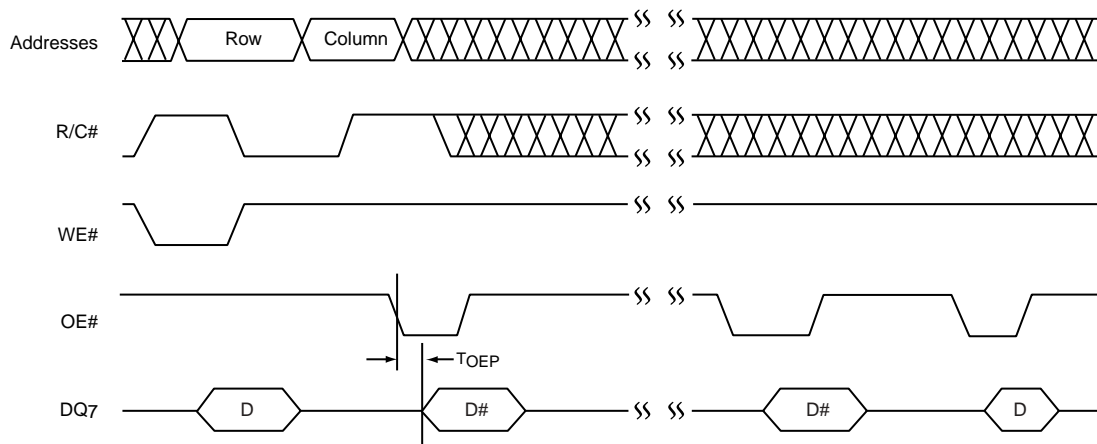 Addresses Row Column
R/C#
WE#
OE#
TOEP
DQ7 D D# D# D